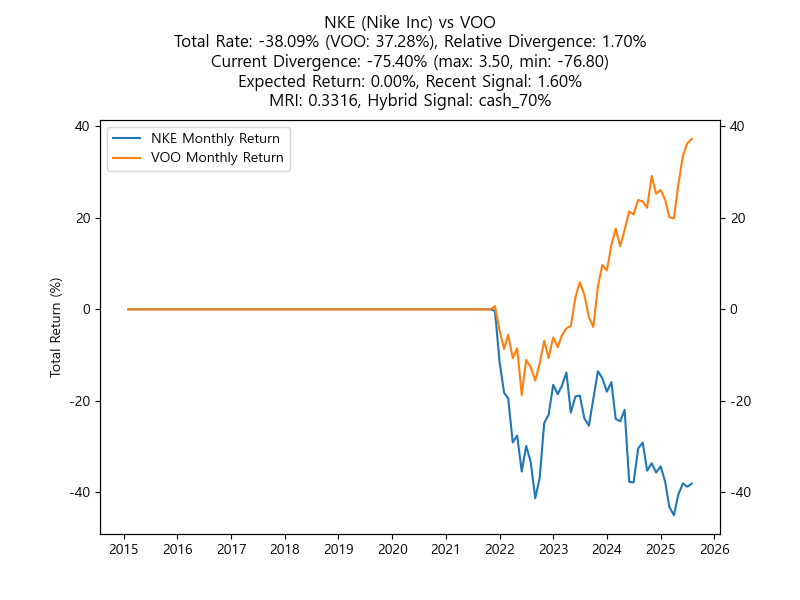 NKE (Nike Inc) vs VOO
Total Rate: -38.09% (VOO: 37.28%), Relative Divergence: 1.70%
Current Divergence: -75.40% (max: 3.50, min: -76.80)
Expected Return: 0.00%, Recent Signal: 1.60%
MRI: 0.3316, Hybrid Signal: cash_70%
NKE Monthly Return
VOO Monthly Return
Total Return (%)
40
20
0
-20
-40
40
20
0
-20
-40
2015 2016 2017 2018 2019 2020 2021 2022 2023 2024 2025 2026